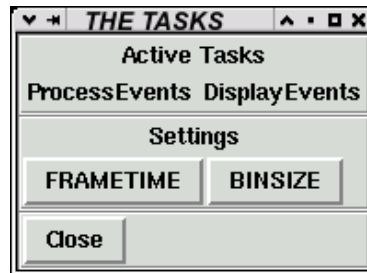 THE TASKS
Active Tasks
ProcessEvents DisplayEvents
Settings
FRAMETIME BINSIZE
Close